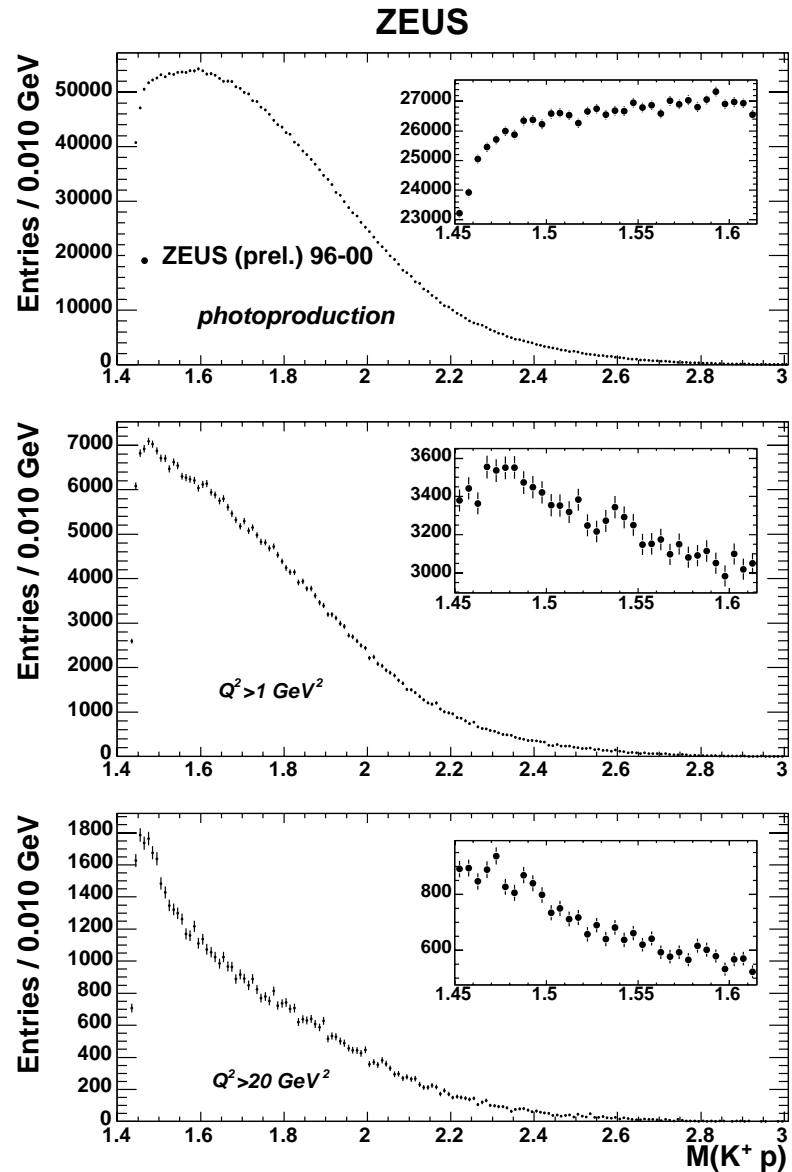 ZEUS
Entries / 0.010 GeV
50000
40000
30000
20000
10000
0
27000
26000
25000
24000
23000
1.45 1.5 1.55 1.6
ZEUS (prel.) 96-00
photoproduction
1.4 1.6 1.8 2 2.2 2.4 2.6 2.8 3
Entries / 0.010 GeV
7000
6000
5000
4000
3000
2000
1000
0
3600
3400
3200
3000
1.45 1.5 1.55 1.6
Q²>1 GeV²
1.4 1.6 1.8 2 2.2 2.4 2.6 2.8 3
Entries / 0.010 GeV
1800
1600
1400
1200
1000
800
600
400
200
0
800
600
1.45 1.5 1.55 1.6
Q²>20 GeV²
1.4 1.6 1.8 2 2.2 2.4 2.6 2.8 3
M(K⁺ p)